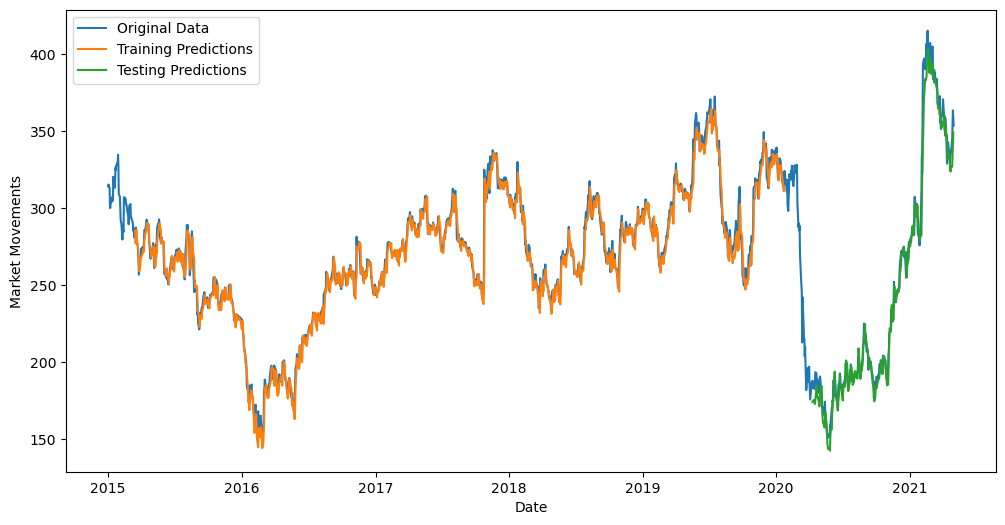 Original Data
Training Predictions
Testing Predictions
Market Movements
400
350
300
250
200
150
2015 2016 2017 2018 2019 2020 2021
Date